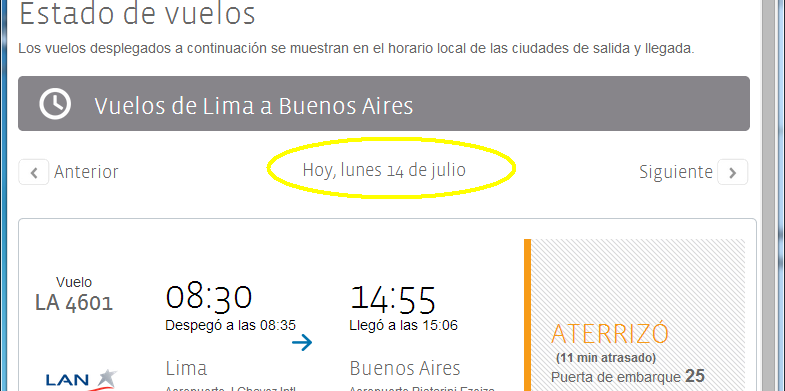 Estado de vuelos
Los vuelos desplegados a continuación se muestran en el horario local de las ciudades de salida y llegada.
Vuelos de Lima a Buenos Aires
Anterior
Hoy, lunes 14 de julio
Siguiente
Vuelo
LA 4601
08:30
Despegó a las 08:35
14:55
Llegó a las 15:06
ATERRIZÓ
(11 min atrasado)
Puerta de embarque 25
LAN
Lima
Buenos Aires